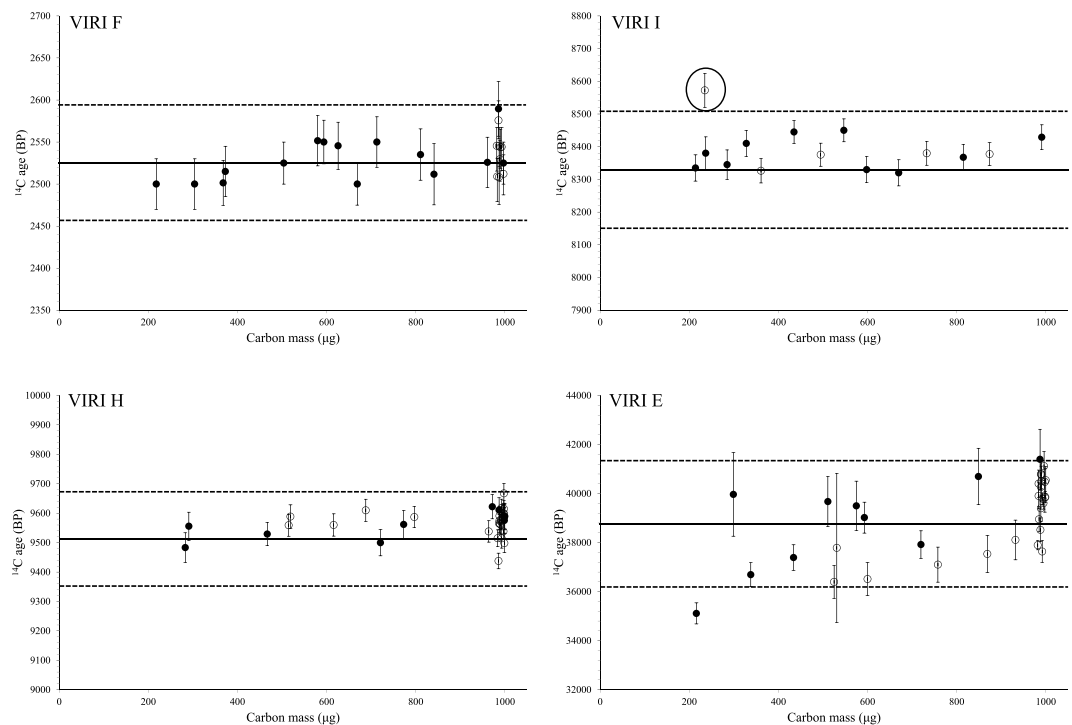 VIRI F
2700
2650
2600
2550
2500
2450
2400
2350
¹⁴C age (BP)
0 200 400 600 800 1000
Carbon mass (µg)
VIRI I
8800
8700
8600
8500
8400
8300
8200
8100
8000
7900
¹⁴C age (BP)
0 200 400 600 800 1000
Carbon mass (µg)
VIRI H
10000
9900
9800
9700
9600
9500
9400
9300
9200
9100
9000
¹⁴C age (BP)
0 200 400 600 800 1000
Carbon mass (µg)
VIRI E
44000
42000
40000
38000
36000
34000
32000
¹⁴C age (BP)
0 200 400 600 800 1000
Carbon mass (µg)